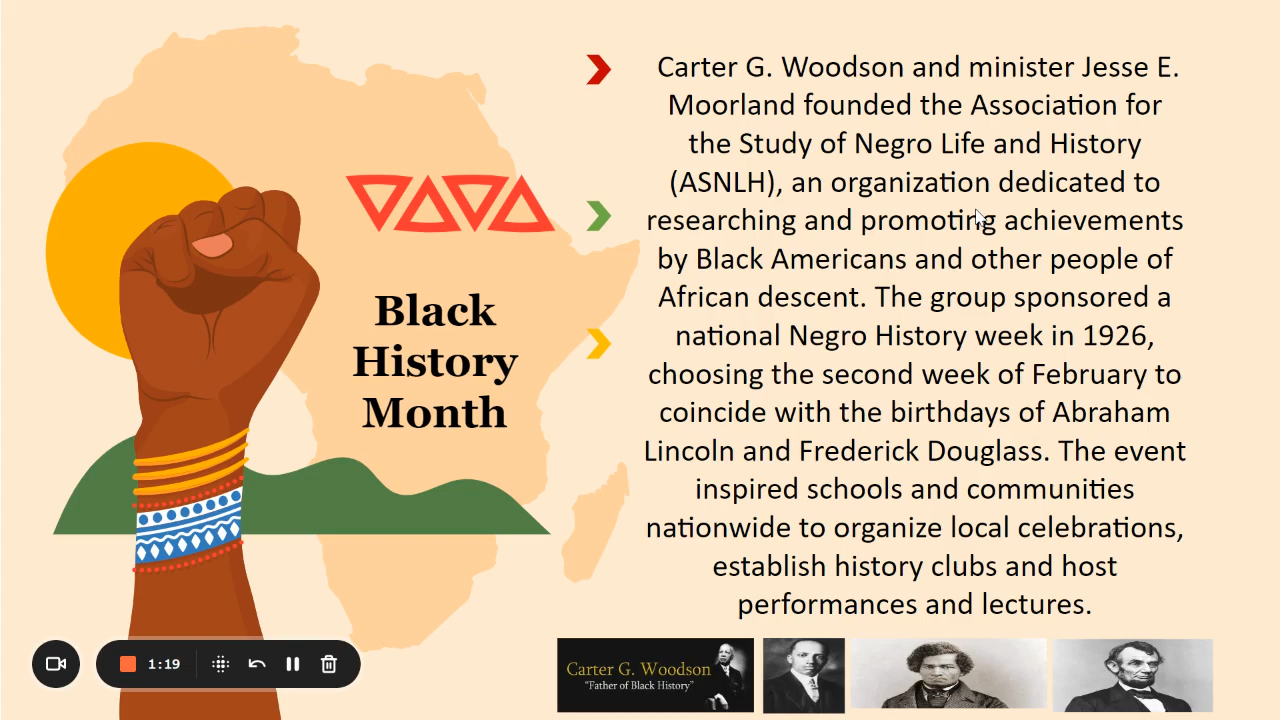 Black
History
Month
Carter G. Woodson and minister Jesse E.
Moorland founded the Association for
the Study of Negro Life and History
(ASNLH), an organization dedicated to
researching and promoting achievements
by Black Americans and other people of
African descent. The group sponsored a
national Negro History week in 1926,
choosing the second week of February to
coincide with the birthdays of Abraham
Lincoln and Frederick Douglass. The event
inspired schools and communities
nationwide to organize local celebrations,
establish history clubs and host
performances and lectures.
1:19
Carter G. Woodson
“Father of Black History”